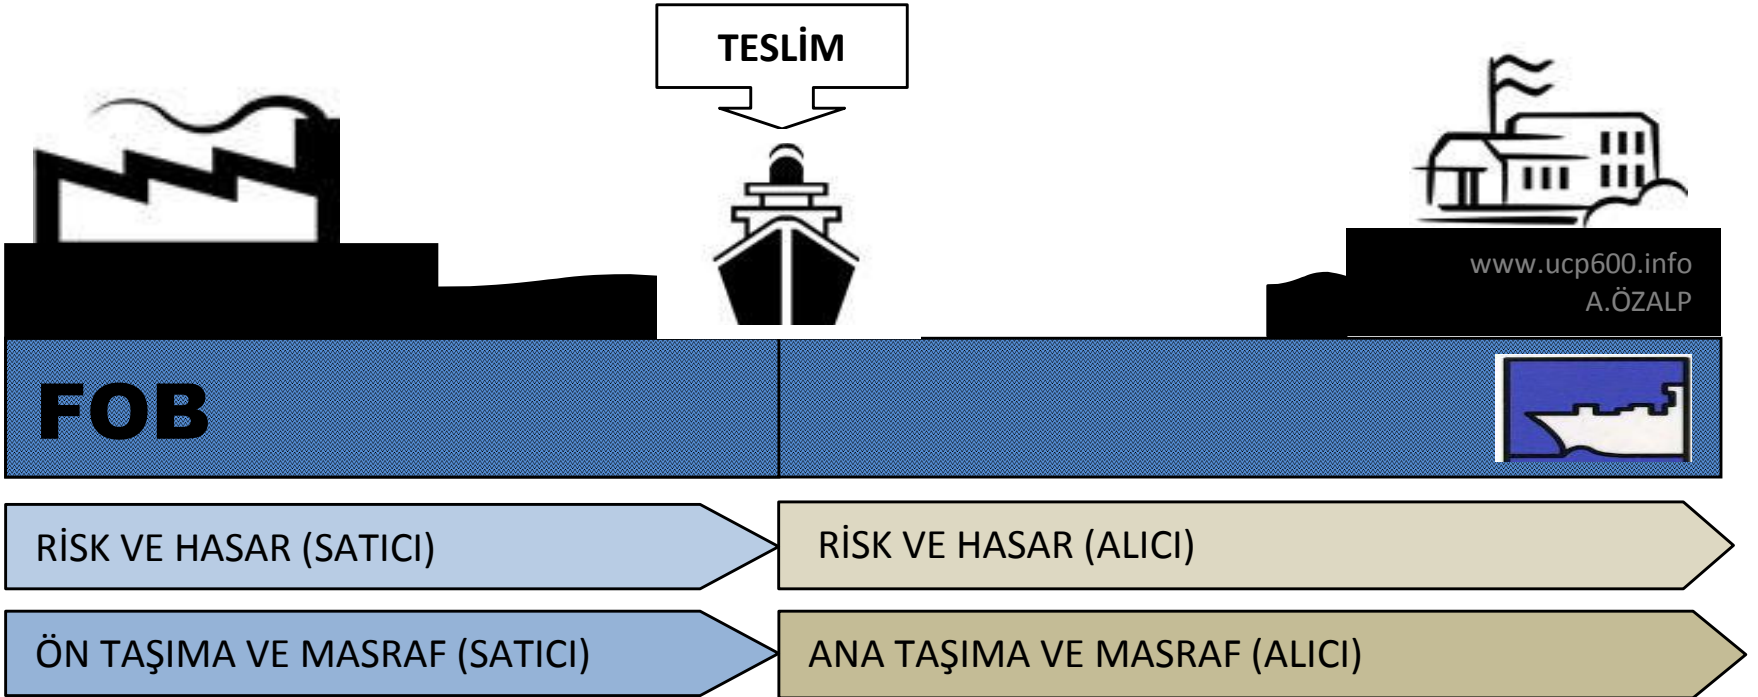 TESLİM
www.ucp600.info
A.ÖZALP
FOB
RİSK VE HASAR (SATICI)
RİSK VE HASAR (ALICI)
ÖN TAŞIMA VE MASRAF (SATICI)
ANA TAŞIMA VE MASRAF (ALICI)